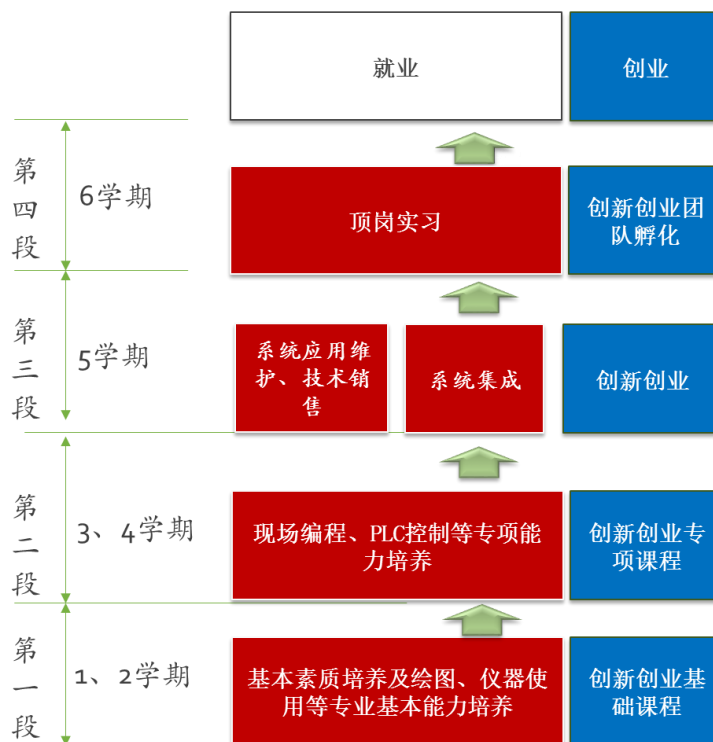 就业
创业
第四段
6学期
顶岗实习
创新创业团
队孵化
第三段
5学期
系统应用维
护、技术销
售
系统集成
创新创业
第二段
3、4学期
现场编程、PLC控制等专项能
力培养
创新创业专
项课程
第一段
1、2学期
基本素质培养及绘图、仪器使
用等专业基本能力培养
创新创业基
础课程